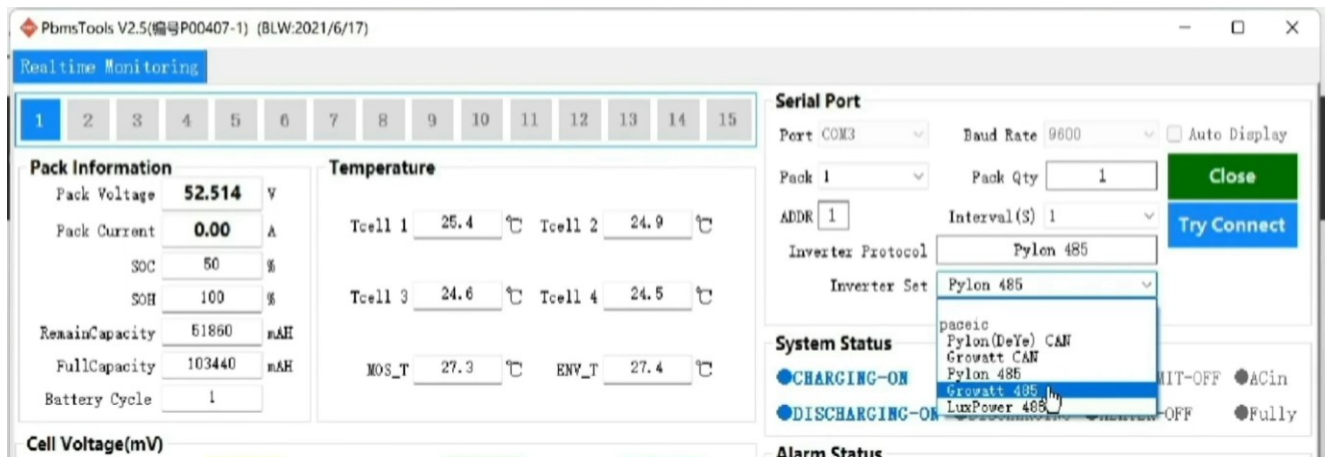 PbmsTools V2.5(编号P00407-1) (BLW:2021/6/17)
Realtime Monitoring
1 2 3 4 5 6 7 8 9 10 11 12 13 14 15
Pack Information
Pack Voltage 52.514 V
Pack Current 0.00 A
SOC 50 %
SOH 100 %
RemainCapacity 51860 mAH
FullCapacity 103440 mAH
Battery Cycle 1
Temperature
Tcell 1 25.4 ℃ Tcell 2 24.9 ℃
Tcell 3 24.6 ℃ Tcell 4 24.5 ℃
MOS_T 27.3 ℃ ENV_T 27.4 ℃
Cell Voltage(mV)
Serial Port
Port COM3 Baud Rate 9600 Auto Display
Pack 1 Pack Qty 1 Close
ADDR 1 Interval(S) 1 Try Connect
Inverter Protocol Pylon 485
Inverter Set Pylon 485
paceic
Pylon(DeYe) CAN
Growatt CAN
Pylon 485
Growatt 485
LuxPower 485
System Status
CHARGING-ON MIT-OFF ACin
DISCHARGING-ON -OFF Fully
Alarm Status